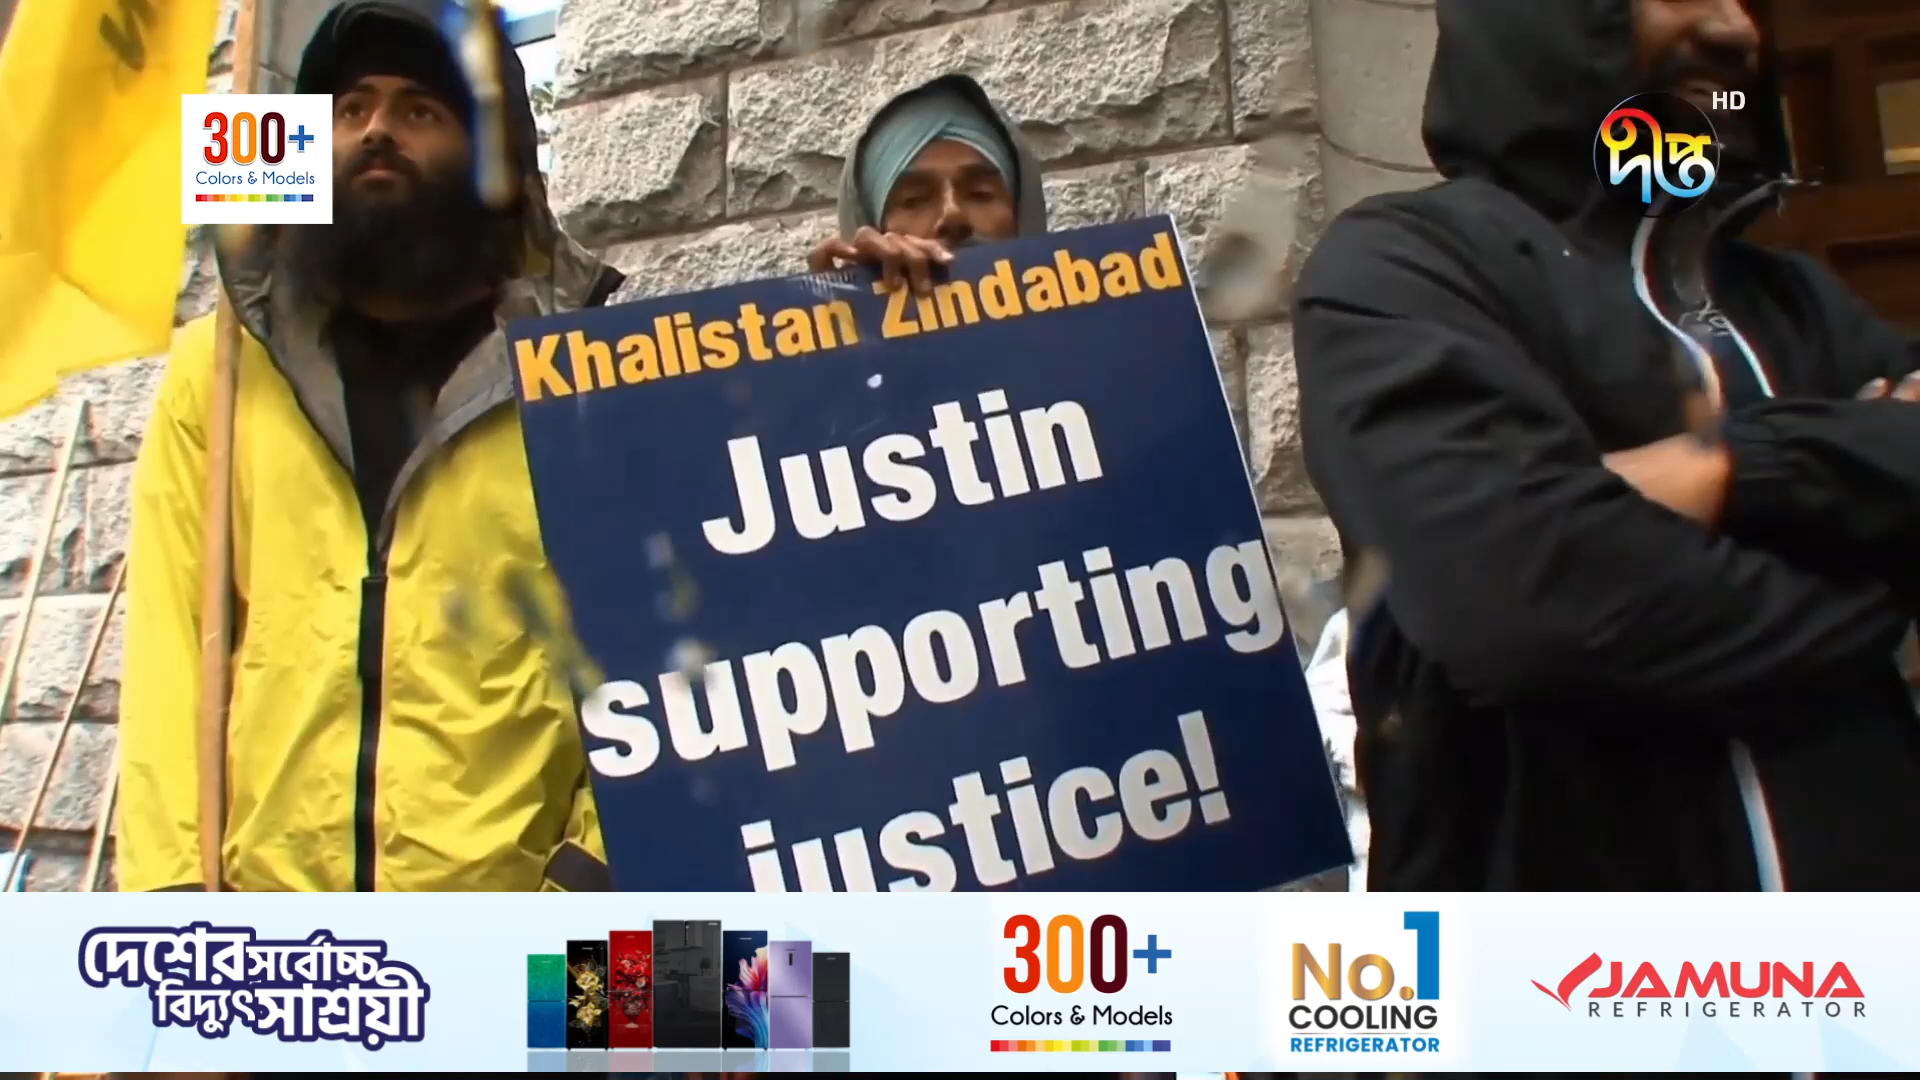 300+
Colors & Models
HD
দীপ্ত
Khalistan Zindabad
Justin
supporting
justice!
দেশের সর্বোচ্চ
বিদ্যুৎ সাশ্রয়ী
300+
Colors & Models
No.1
COOLING
REFRIGERATOR
JAMUNA
REFRIGERATOR